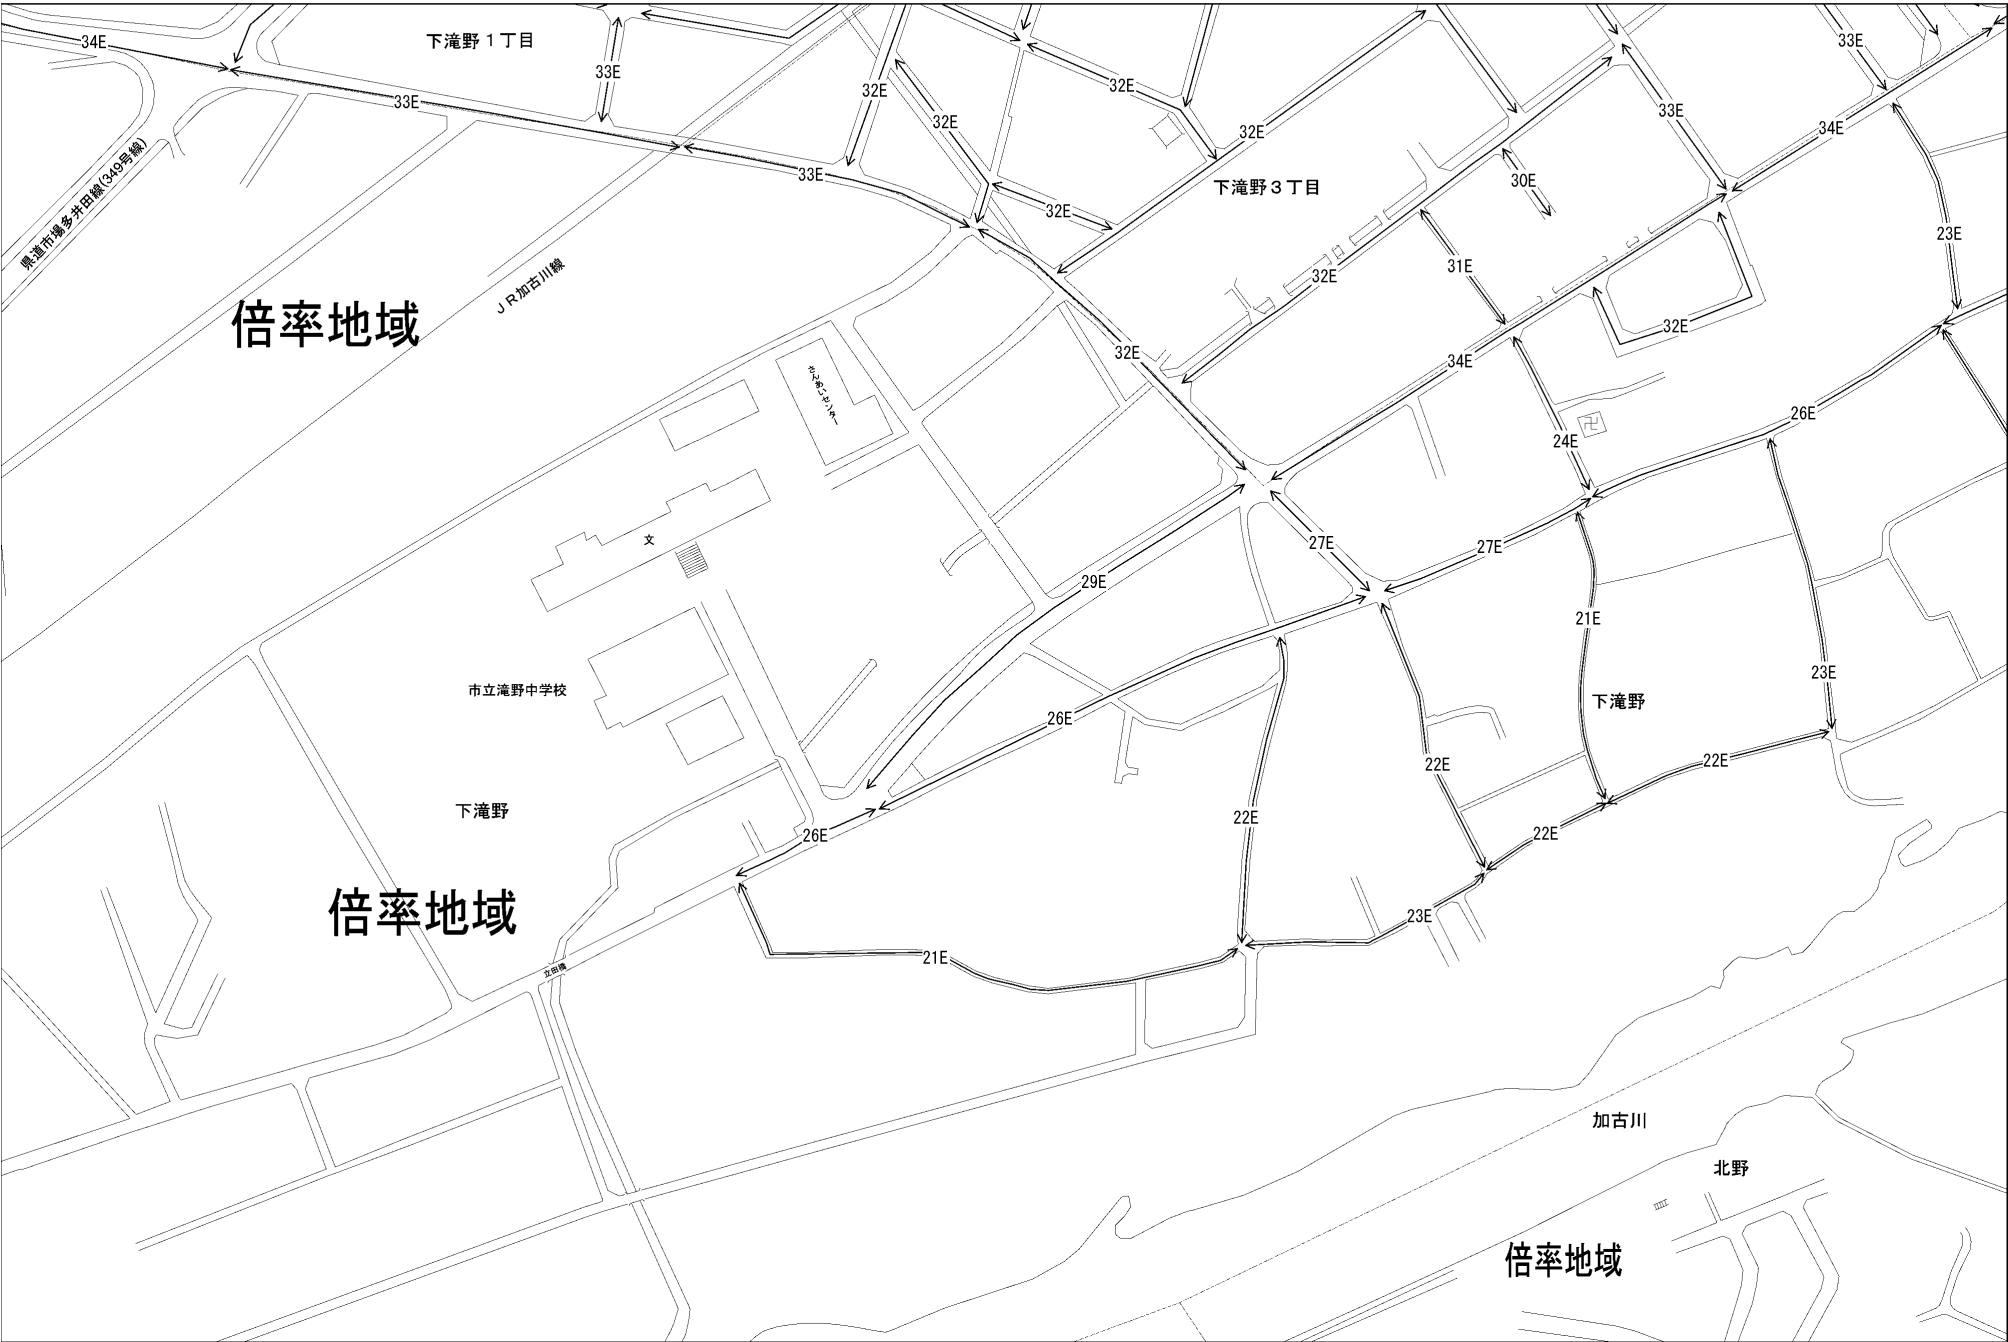 34E
下滝野１丁目
33E
33E
32E
32E
32E
32E
33E
33E
34E
県道市場多井田線(349号線)
33E
32E
下滝野３丁目
30E
23E
ＪＲ加古川線
倍率地域
32E
31E
32E
32E
34E
さんあいセンター
26E
24E
文
29E
27E
27E
21E
市立滝野中学校
26E
下滝野
23E
22E
22E
下滝野
26E
22E
22E
倍率地域
23E
21E
立田橋
加古川
北野
倍率地域